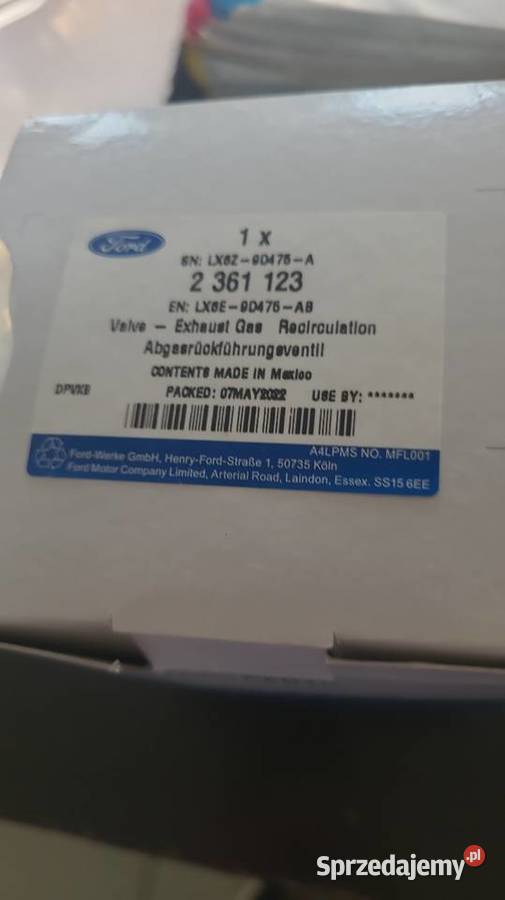 Ford
1 x
SN: LX6Z-9D475-A
2 361 123
EN: LX6E-9D475-AB
Valve - Exhaust Gas Recirculation
Abgasrückführungsventil
CONTENTS MADE IN Mexico
DPVKB PACKED: 07MAY2022 USE BY: *******
A4LPMS NO. MFL001
Ford-Werke GmbH, Henry-Ford-Straße 1, 50735 Köln
Ford Motor Company Limited, Arterial Road, Laindon, Essex. SS15 6EE
Sprzedajemy.pl